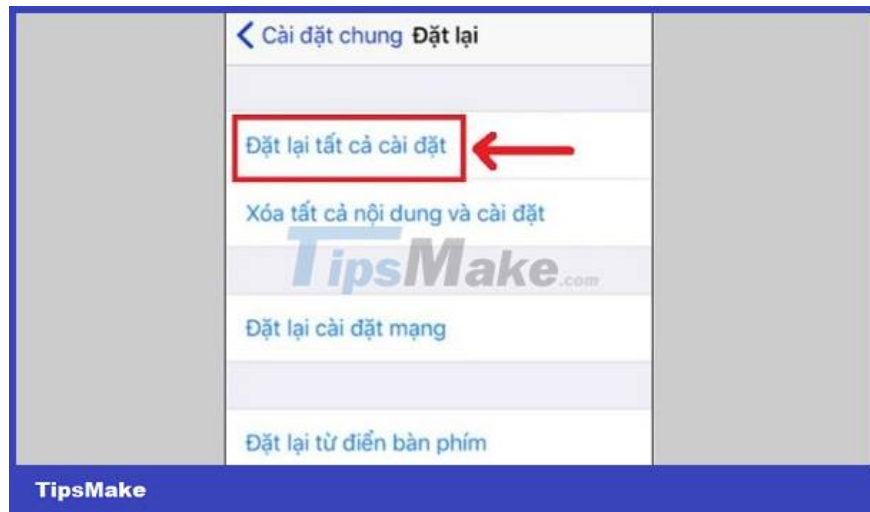 Cài đặt chung Đặt lại
Đặt lại tất cả cài đặt
Xóa tất cả nội dung và cài đặt
TipsMake.com
Đặt lại cài đặt mạng
Đặt lại từ điển bàn phím
TipsMake